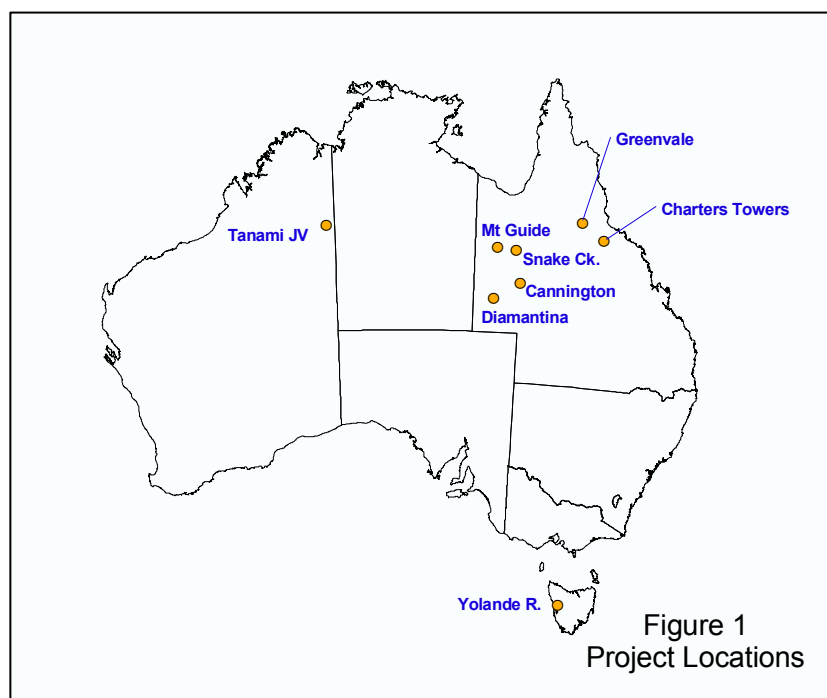 Greenvale
Charters Towers
Tanami JV
Mt Guide
Snake Ck.
Cannington
Diamantina
Yolande R.
Figure 1
Project Locations